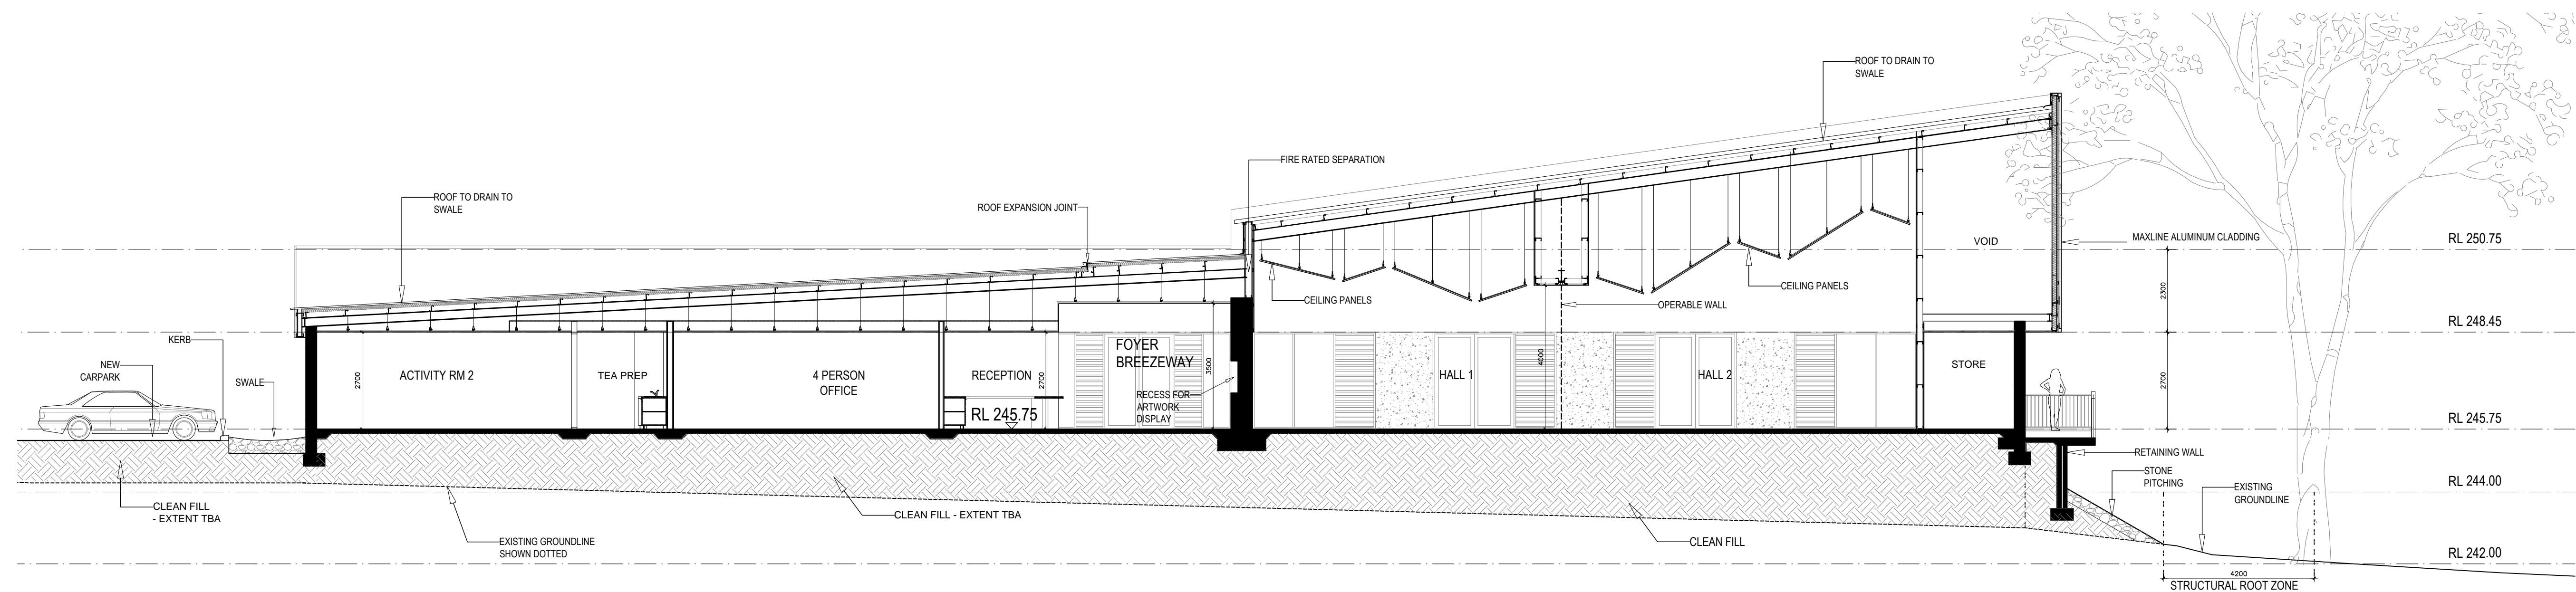 ROOF TO DRAIN TO
SWALE
FIRE RATED SEPARATION
ROOF TO DRAIN TO
SWALE
ROOF EXPANSION JOINT
VOID
MAXLINE ALUMINUM CLADDING
RL 250.75
CEILING PANELS
CEILING PANELS
OPERABLE WALL
2300
RL 248.45
KERB
NEW
CARPARK
SWALE
2700
ACTIVITY RM 2
TEA PREP
4 PERSON
OFFICE
RECEPTION
2700
FOYER
BREEZEWAY
3500
RECESS FOR
ARTWORK
DISPLAY
HALL 1
4000
HALL 2
STORE
2700
RL 245.75
RL 245.75
RETAINING WALL
STONE
PITCHING
RL 244.00
EXISTING
GROUNDLINE
CLEAN FILL
- EXTENT TBA
CLEAN FILL - EXTENT TBA
EXISTING GROUNDLINE
SHOWN DOTTED
CLEAN FILL
RL 242.00
4200
STRUCTURAL ROOT ZONE